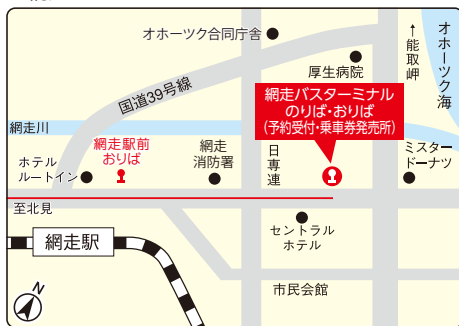 オホーツク合同庁舎
↑能取岬
オホーツク海
厚生病院
国道39号線
網走バスターミナル
のりば・おりば
(予約受付・乗車券発売所)
網走川
網走駅前
おりば
網走
消防署
日専連
ミスター
ドーナツ
ホテル
ルートイン
至北見
セントラル
ホテル
網走駅
市民会館
N